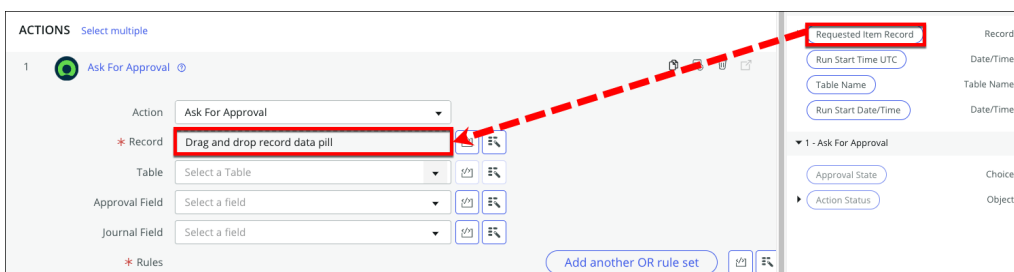 ACTIONS Select multiple
1 Ask For Approval
Action Ask For Approval
* Record Drag and drop record data pill
Table Select a Table
Approval Field Select a field
Journal Field Select a field
* Rules Add another OR rule set
Requested Item Record Record
Run Start Time UTC Date/Time
Table Name Table Name
Run Start Date/Time Date/Time
1 - Ask For Approval
Approval State Choice
Action Status Object